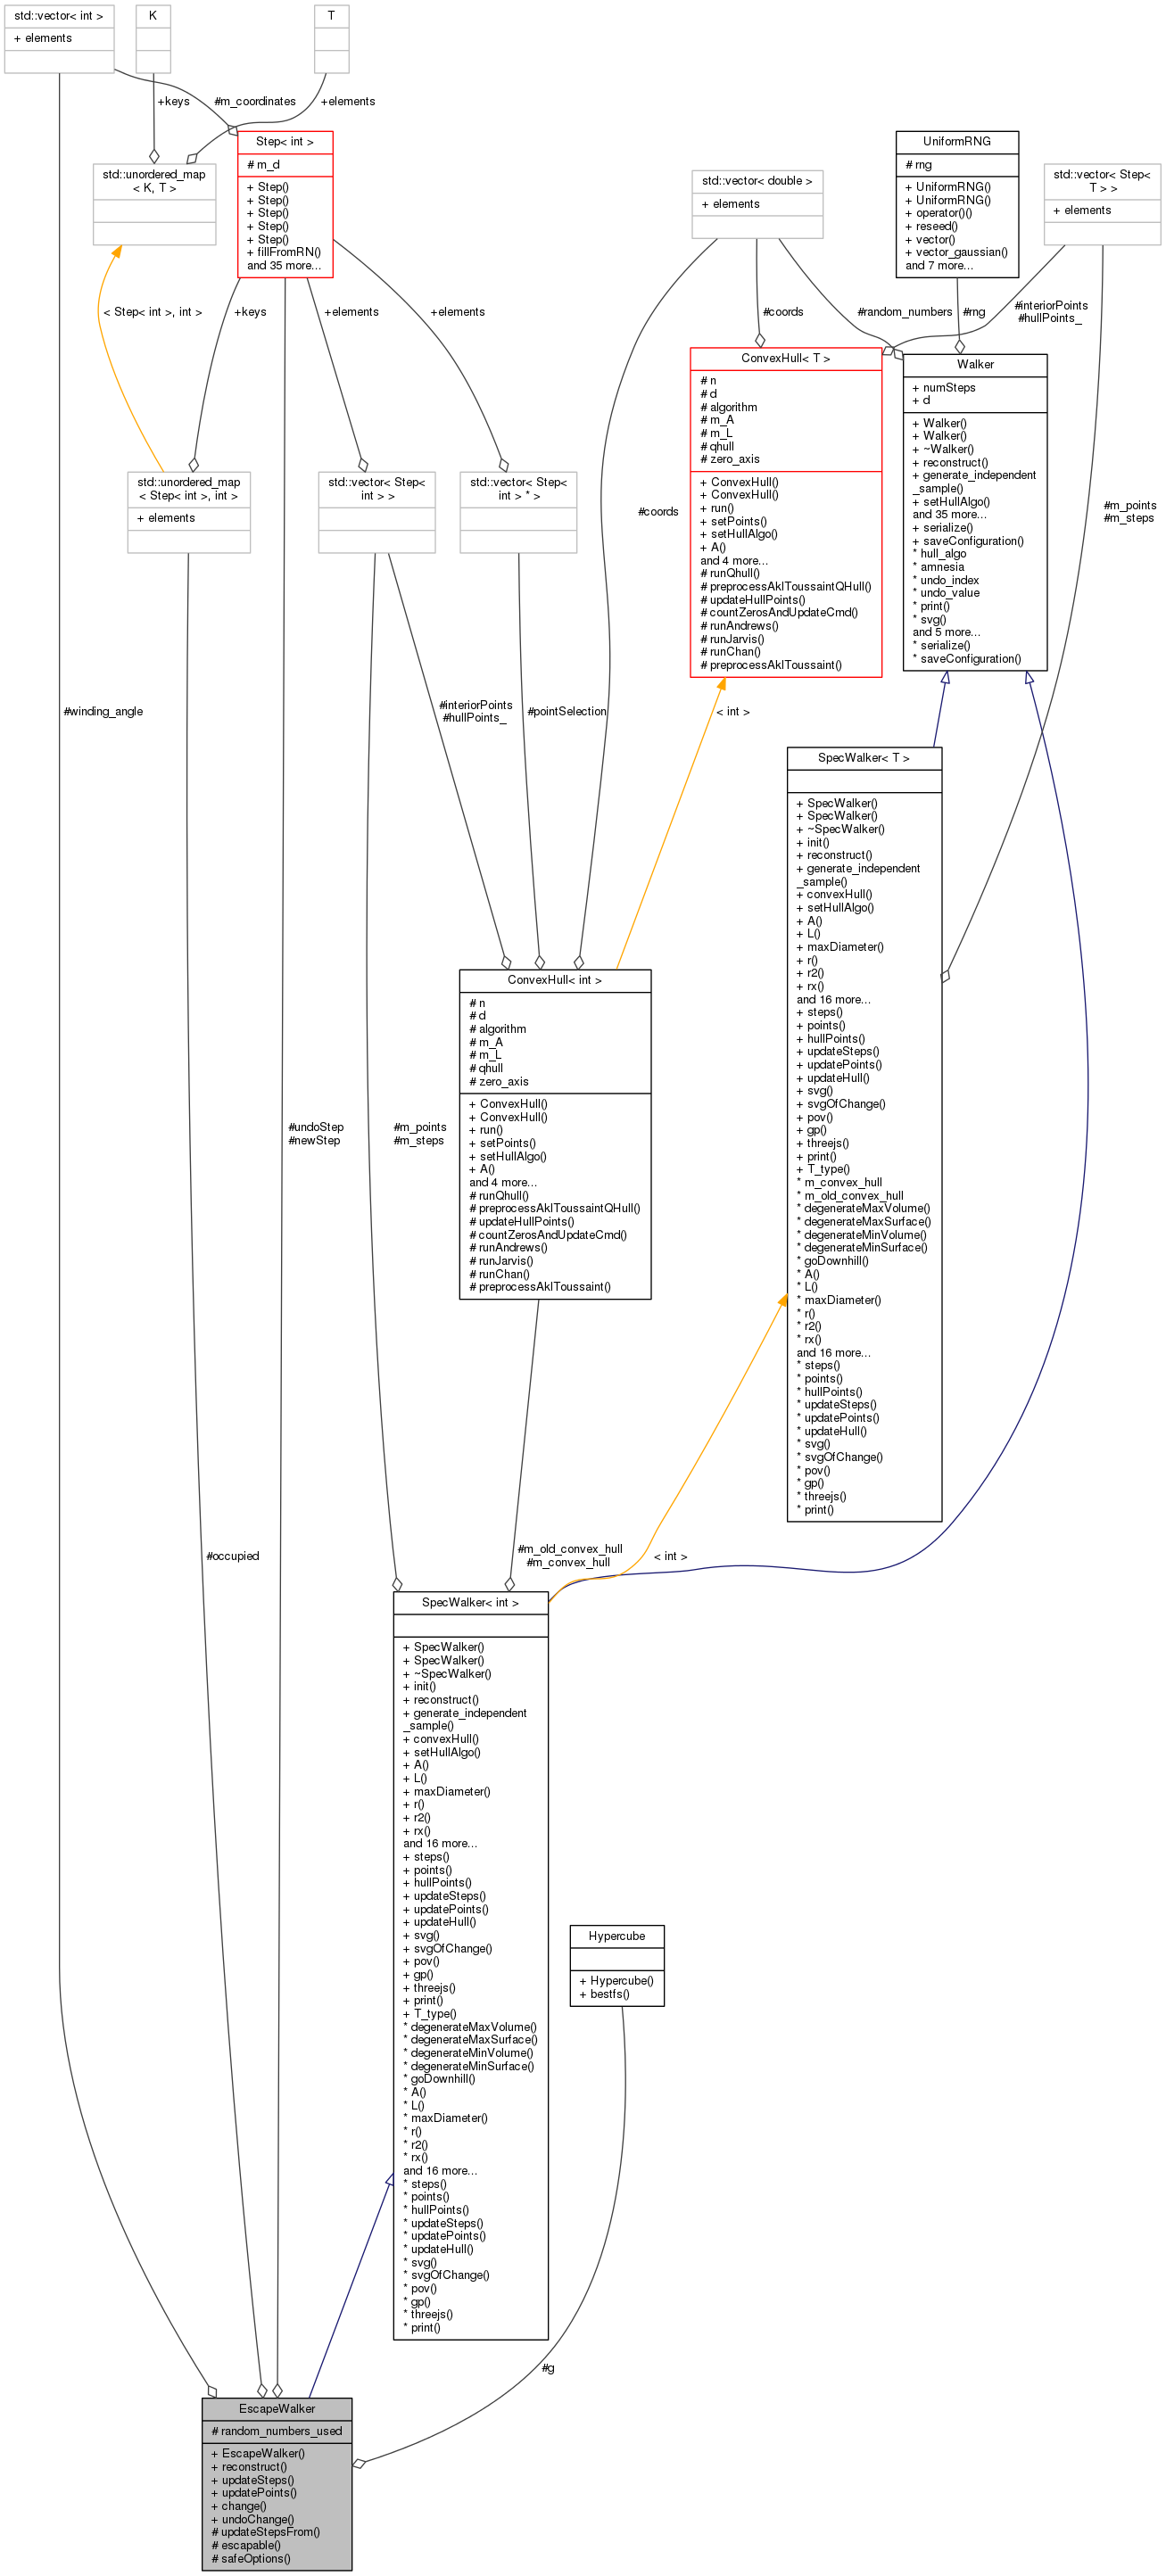 std::vector< int >
+ elements
K
T
+keys
#m_coordinates
+elements
Step< int >
# m_d
+ Step()
+ Step()
+ Step()
+ Step()
+ Step()
+ fillFromRN()
and 35 more...
UniformRNG
# rng
+ UniformRNG()
+ UniformRNG()
+ operator()()
+ reseed()
+ vector()
+ vector_gaussian()
and 7 more...
std::unordered_map
< K, T >
std::vector< double >
+ elements
std::vector< Step<
T > >
+ elements
< Step< int >, int >
+keys
+elements
+elements
#coords
#random_numbers
#rng
#interiorPoints
#hullPoints_
ConvexHull< T >
# n
# d
# algorithm
# m_A
# m_L
# qhull
# zero_axis
+ ConvexHull()
+ ConvexHull()
+ run()
+ setPoints()
+ setHullAlgo()
+ A()
and 4 more...
# runQhull()
# preprocessAklToussaintQHull()
# updateHullPoints()
# countZerosAndUpdateCmd()
# runAndrews()
# runJarvis()
# runChan()
# preprocessAklToussaint()
Walker
+ numSteps
+ d
+ Walker()
+ Walker()
+ ~Walker()
+ reconstruct()
+ generate_independent
_sample()
+ setHullAlgo()
and 35 more...
+ serialize()
+ saveConfiguration()
* hull_algo
* amnesia
* undo_index
* undo_value
* print()
* svg()
and 5 more...
* serialize()
* saveConfiguration()
std::unordered_map
< Step< int >, int >
+ elements
std::vector< Step<
int > >
std::vector< Step<
int > * >
#coords
#m_points
#m_steps
#winding_angle
#interiorPoints
#hullPoints_
#pointSelection
< int >
SpecWalker< T >
+ SpecWalker()
+ SpecWalker()
+ ~SpecWalker()
+ init()
+ reconstruct()
+ generate_independent
_sample()
+ convexHull()
+ setHullAlgo()
+ A()
+ L()
+ maxDiameter()
+ r()
+ r2()
+ rx()
and 16 more...
+ steps()
+ points()
+ hullPoints()
+ updateSteps()
+ updatePoints()
+ updateHull()
+ svg()
+ svgOfChange()
+ pov()
+ gp()
+ threejs()
+ print()
+ T_type()
* m_convex_hull
* m_old_convex_hull
* degenerateMaxVolume()
* degenerateMaxSurface()
* degenerateMinVolume()
* degenerateMinSurface()
* goDownhill()
* A()
* L()
* maxDiameter()
* r()
* r2()
* rx()
and 16 more...
* steps()
* points()
* hullPoints()
* updateSteps()
* updatePoints()
* updateHull()
* svg()
* svgOfChange()
* pov()
* gp()
* threejs()
* print()
ConvexHull< int >
# n
# d
# algorithm
# m_A
# m_L
# qhull
# zero_axis
+ ConvexHull()
+ ConvexHull()
+ run()
+ setPoints()
+ setHullAlgo()
+ A()
and 4 more...
# runQhull()
# preprocessAklToussaintQHull()
# updateHullPoints()
# countZerosAndUpdateCmd()
# runAndrews()
# runJarvis()
# runChan()
# preprocessAklToussaint()
#undoStep
#newStep
#m_points
#m_steps
#occupied
#m_old_convex_hull
#m_convex_hull
< int >
SpecWalker< int >
+ SpecWalker()
+ SpecWalker()
+ ~SpecWalker()
+ init()
+ reconstruct()
+ generate_independent
_sample()
+ convexHull()
+ setHullAlgo()
+ A()
+ L()
+ maxDiameter()
+ r()
+ r2()
+ rx()
and 16 more...
+ steps()
+ points()
+ hullPoints()
+ updateSteps()
+ updatePoints()
+ updateHull()
+ svg()
+ svgOfChange()
+ pov()
+ gp()
+ threejs()
+ print()
+ T_type()
* degenerateMaxVolume()
* degenerateMaxSurface()
* degenerateMinVolume()
* degenerateMinSurface()
* goDownhill()
* A()
* L()
* maxDiameter()
* r()
* r2()
* rx()
and 16 more...
* steps()
* points()
* hullPoints()
* updateSteps()
* updatePoints()
* updateHull()
* svg()
* svgOfChange()
* pov()
* gp()
* threejs()
* print()
Hypercube
+ Hypercube()
+ bestfs()
#g
EscapeWalker
# random_numbers_used
+ EscapeWalker()
+ reconstruct()
+ updateSteps()
+ updatePoints()
+ change()
+ undoChange()
# updateStepsFrom()
# escapable()
# safeOptions()